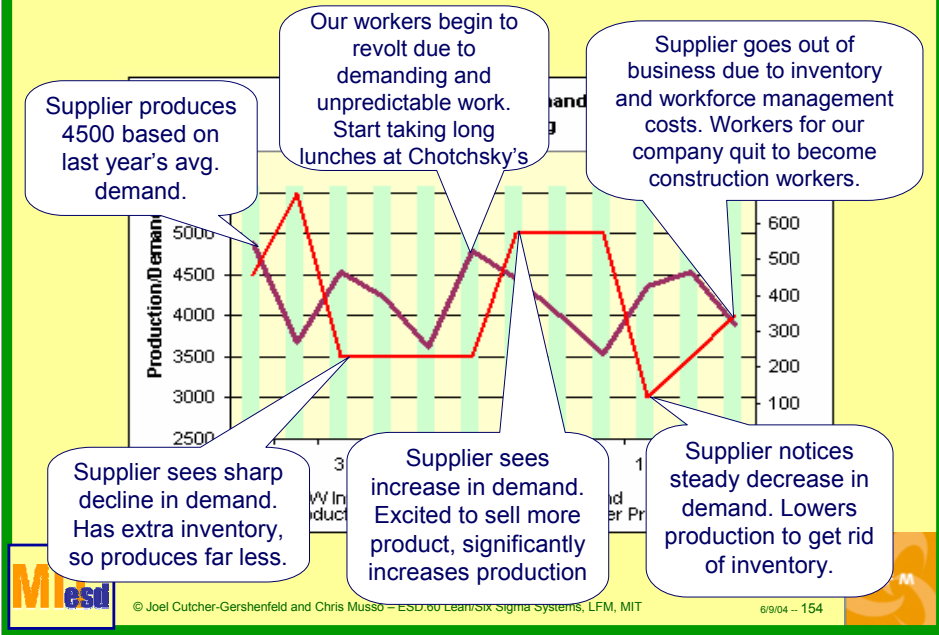 Our workers begin to
revolt due to
demanding and
unpredictable work.
Start taking long
lunches at Chotchsky's
Supplier goes out of
business due to inventory
and workforce management
costs. Workers for our
company quit to become
construction workers.
Supplier produces
4500 based on
last year's avg.
demand.
Production/Demand
5000
4500
4000
3500
3000
2500
600
500
400
300
200
100
3
1
Supplier sees sharp
decline in demand.
Has extra inventory,
so produces far less.
Supplier sees
increase in demand.
Excited to sell more
product, significantly
increases production
Supplier notices
steady decrease in
demand. Lowers
production to get rid
of inventory.
MIT esd
© Joel Cutcher-Gershenfeld and Chris Musso – ESD.60 Lean/Six Sigma Systems, LFM, MIT
6/9/04 -- 154